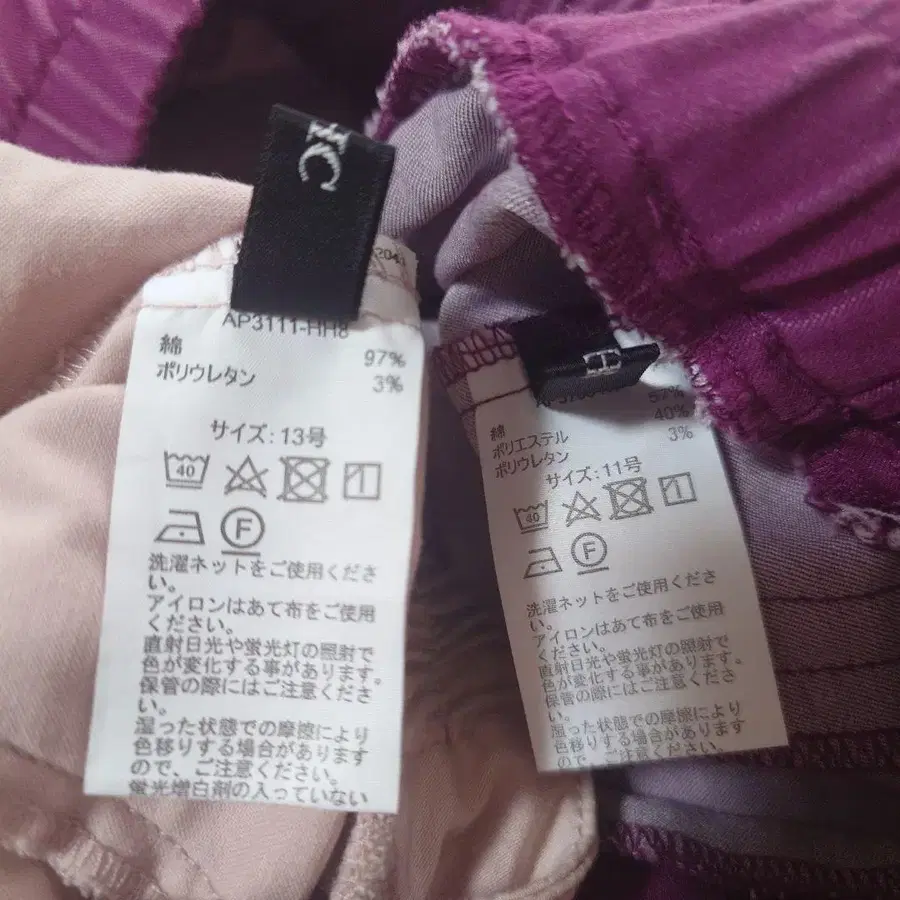 HC
2041
AP3111-HH8
綿 97%
ポリウレタン 3%
サイズ:13号
40
1
F
洗濯ネットをご使用くださ
い。
アイロンはあて布をご使用
ください。
直射日光や蛍光灯の照射で
色が変化する事があります。
保管の際にはご注意くださ
い。
湿った状態での摩擦により
色移りする場合があります
ので、ご注意ください。
蛍光増白剤の入っていない
57%
綿 40%
ポリエステル 3%
ポリウレタン
サイズ:11号
40
1
F
洗濯ネットをご使用くださ
い。
アイロンはあて布をご使用
ください。
直射日光や蛍光灯の照射で
色が変化する事があります。
保管の際にはご注意くださ
い。
湿った状態での摩擦により
色移りする場合があります
ので、ご注意ください。